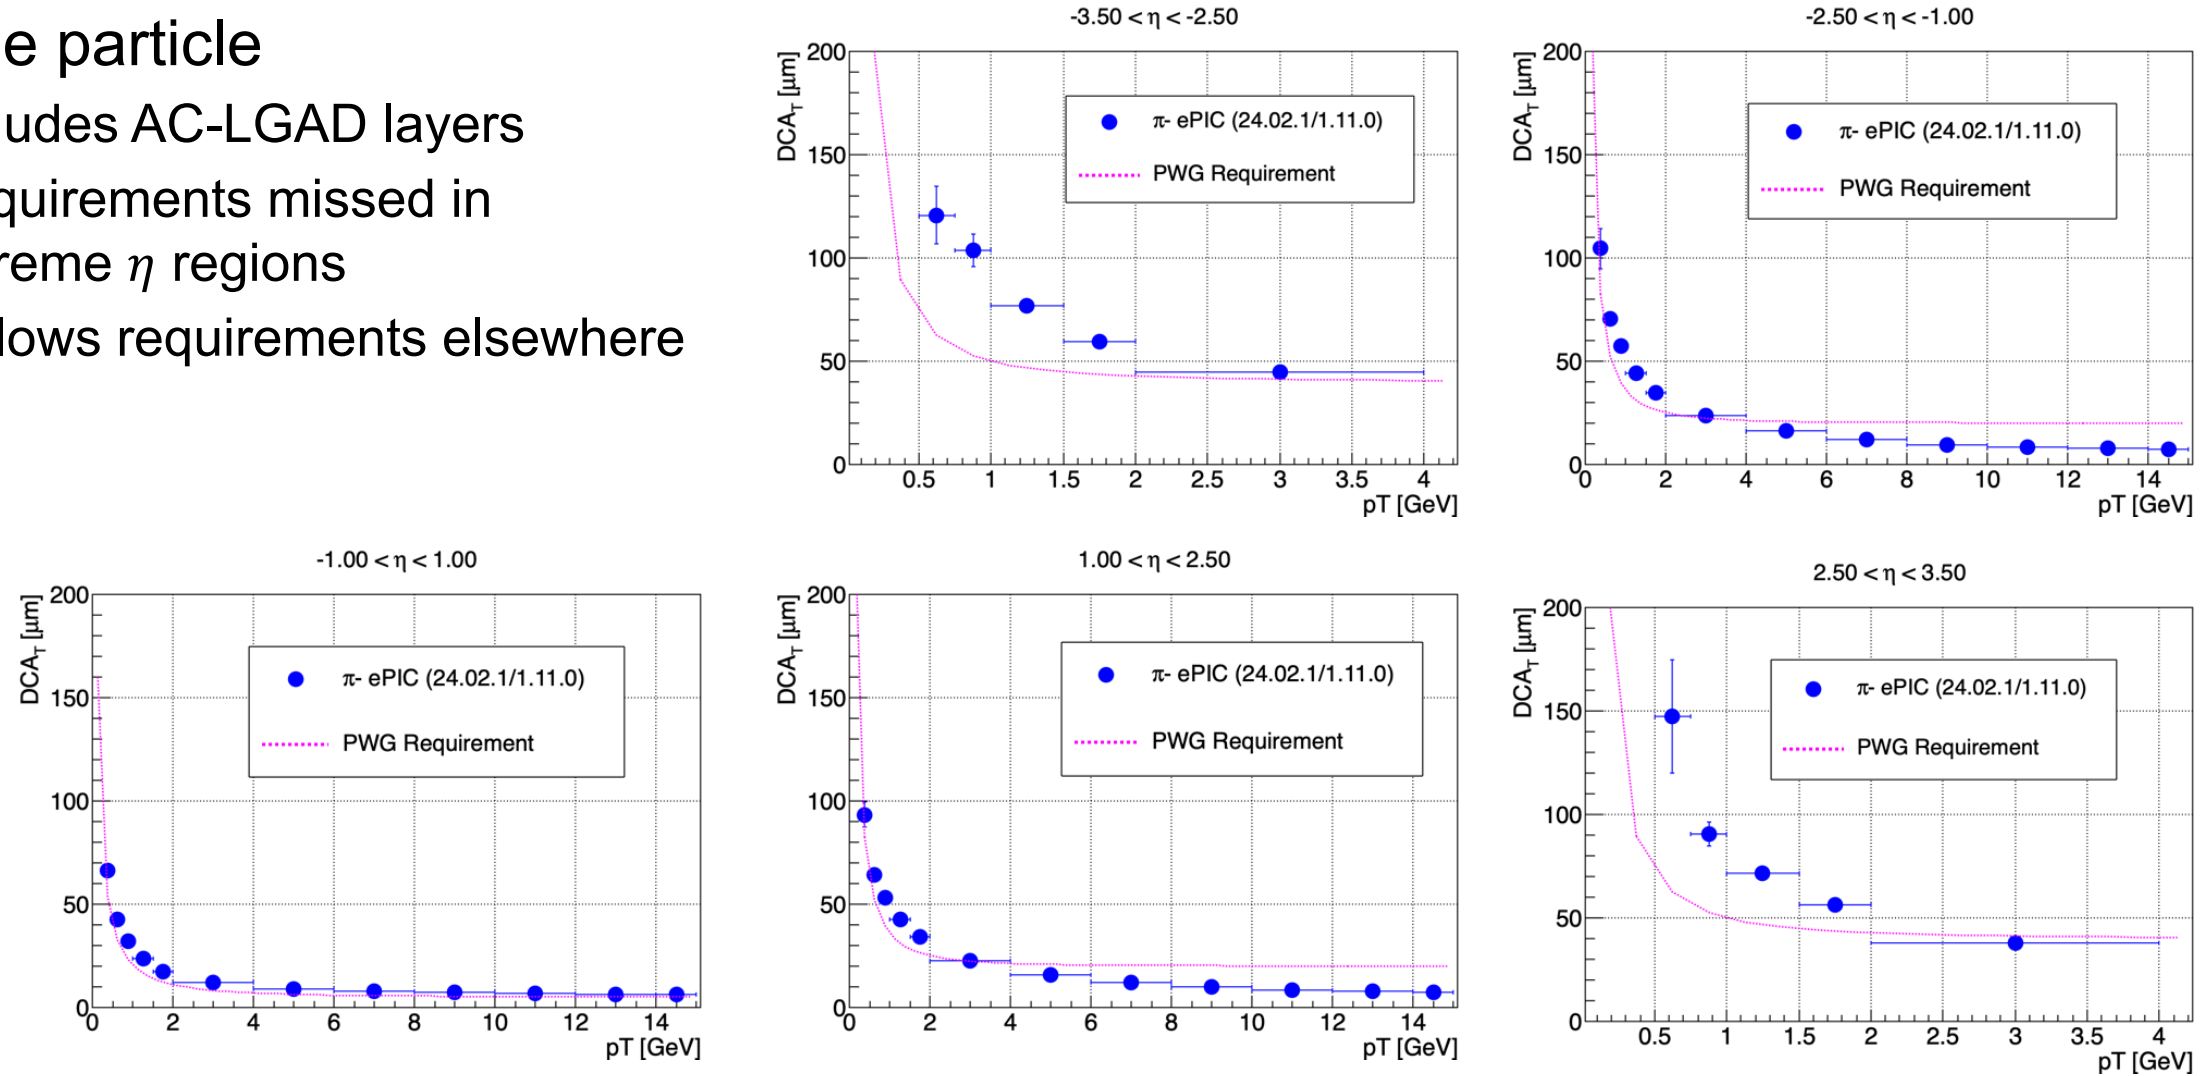 e particle
udes AC-LGAD layers
quirements missed in
reme η regions
lows requirements elsewhere
-3.50 < η < -2.50
DCA_T [μm]
200
150
100
50
0
π- ePIC (24.02.1/1.11.0)
PWG Requirement
0.5 1 1.5 2 2.5 3 3.5 4
pT [GeV]
-2.50 < η < -1.00
DCA_T [μm]
200
150
100
50
0
π- ePIC (24.02.1/1.11.0)
PWG Requirement
0 2 4 6 8 10 12 14
pT [GeV]
-1.00 < η < 1.00
DCA_T [μm]
200
150
100
50
0
π- ePIC (24.02.1/1.11.0)
PWG Requirement
0 2 4 6 8 10 12 14
pT [GeV]
1.00 < η < 2.50
DCA_T [μm]
200
150
100
50
0
π- ePIC (24.02.1/1.11.0)
PWG Requirement
0 2 4 6 8 10 12 14
pT [GeV]
2.50 < η < 3.50
DCA_T [μm]
200
150
100
50
0
π- ePIC (24.02.1/1.11.0)
PWG Requirement
0.5 1 1.5 2 2.5 3 3.5 4
pT [GeV]